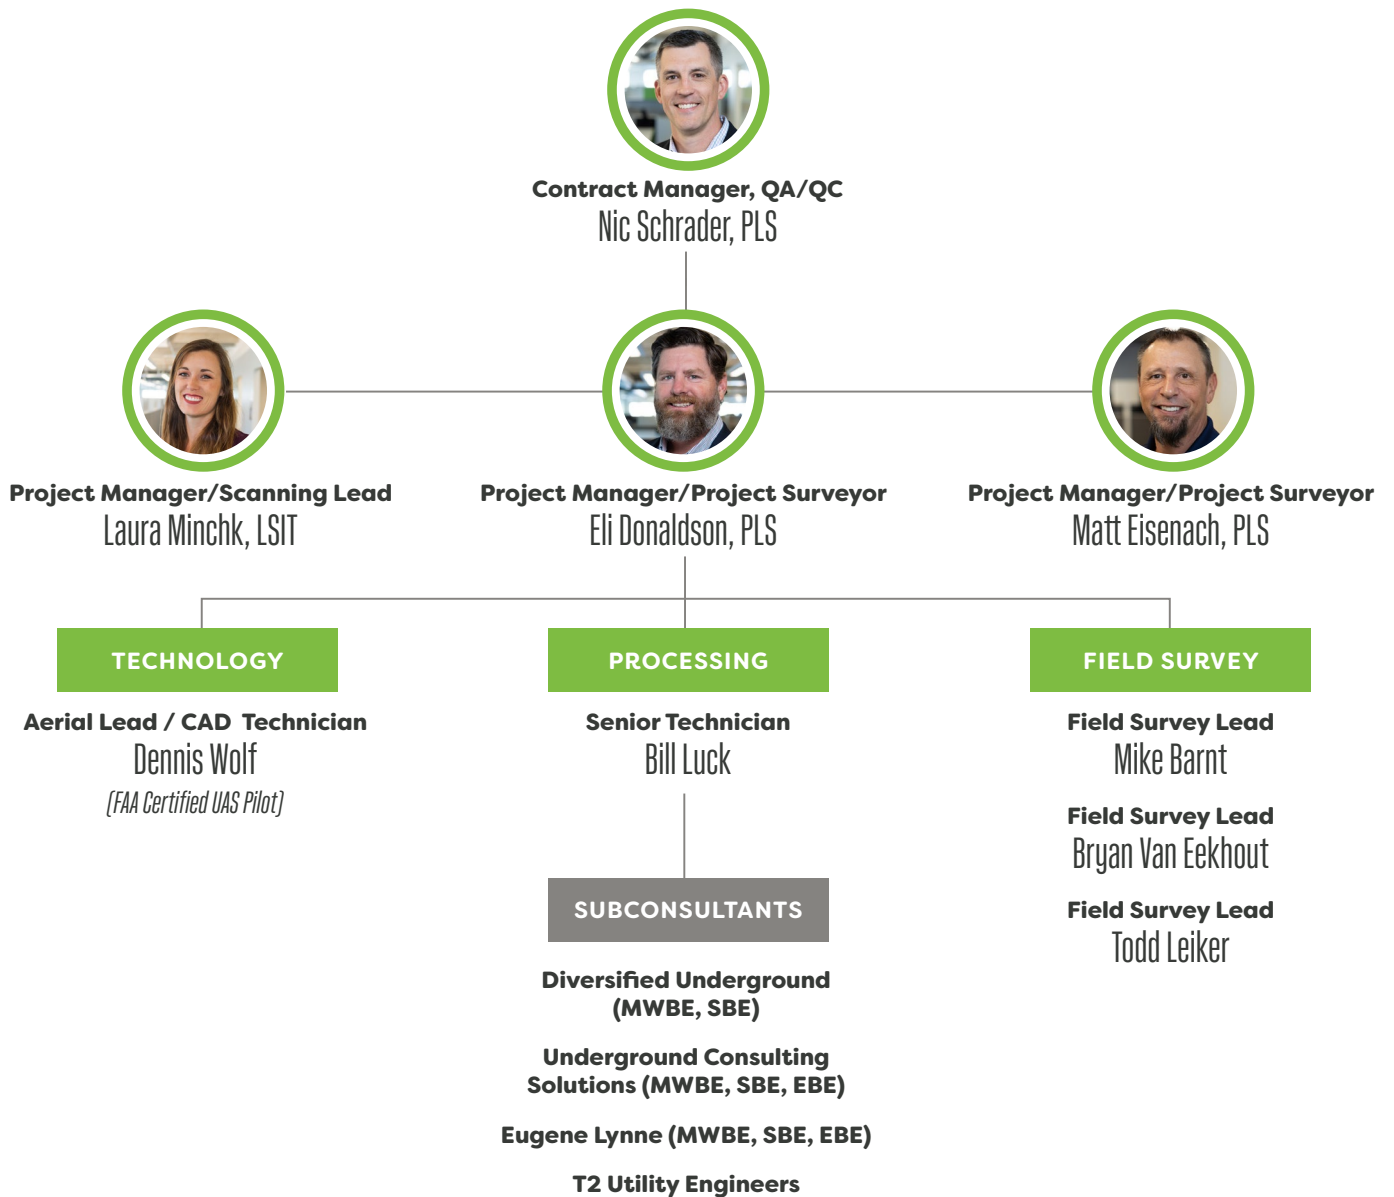 Contract Manager, QA/QC
Nic Schrader, PLS
Project Manager/Scanning Lead
Laura Minchk, LSIT
Project Manager/Project Surveyor
Eli Donaldson, PLS
Project Manager/Project Surveyor
Matt Eisenach, PLS
TECHNOLOGY
Aerial Lead / CAD Technician
Dennis Wolf
(FAA Certified UAS Pilot)
PROCESSING
Senior Technician
Bill Luck
SUBCONSULTANTS
Diversified Underground
(MWBE, SBE)
Underground Consulting
Solutions (MWBE, SBE, EBE)
Eugene Lynne (MWBE, SBE, EBE)
T2 Utility Engineers
FIELD SURVEY
Field Survey Lead
Mike Barnt
Field Survey Lead
Bryan Van Eekhout
Field Survey Lead
Todd Leiker